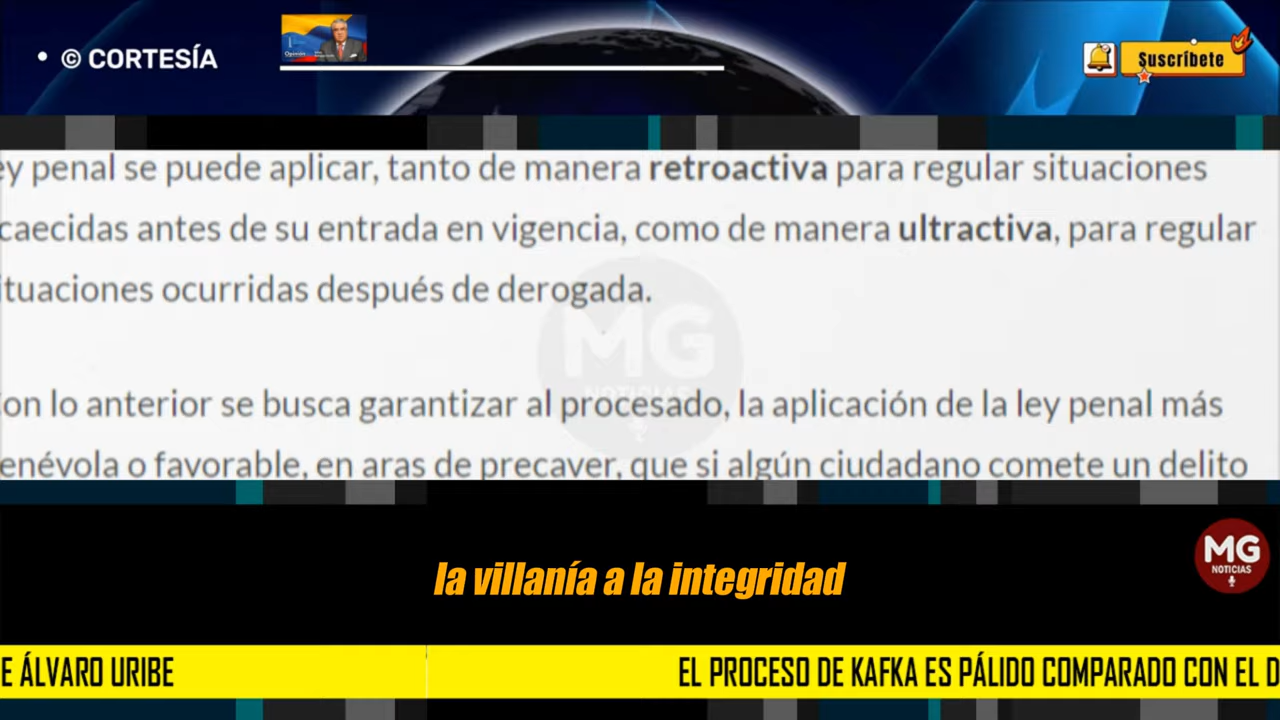 • © CORTESÍA
Opinión
Suscríbete
ey penal se puede aplicar, tanto de manera retroactiva para regular situaciones
caecidas antes de su entrada en vigencia, como de manera ultractiva, para regular
ituaciones ocurridas después de derogada.
MG
NOTICIAS
on lo anterior se busca garantizar al procesado, la aplicación de la ley penal más
enévola o favorable, en aras de precaver, que si algún ciudadano comete un delito
la villanía a la integridad
MG
NOTICIAS
E ÁLVARO URIBE
EL PROCESO DE KAFKA ES PÁLIDO COMPARADO CON EL D